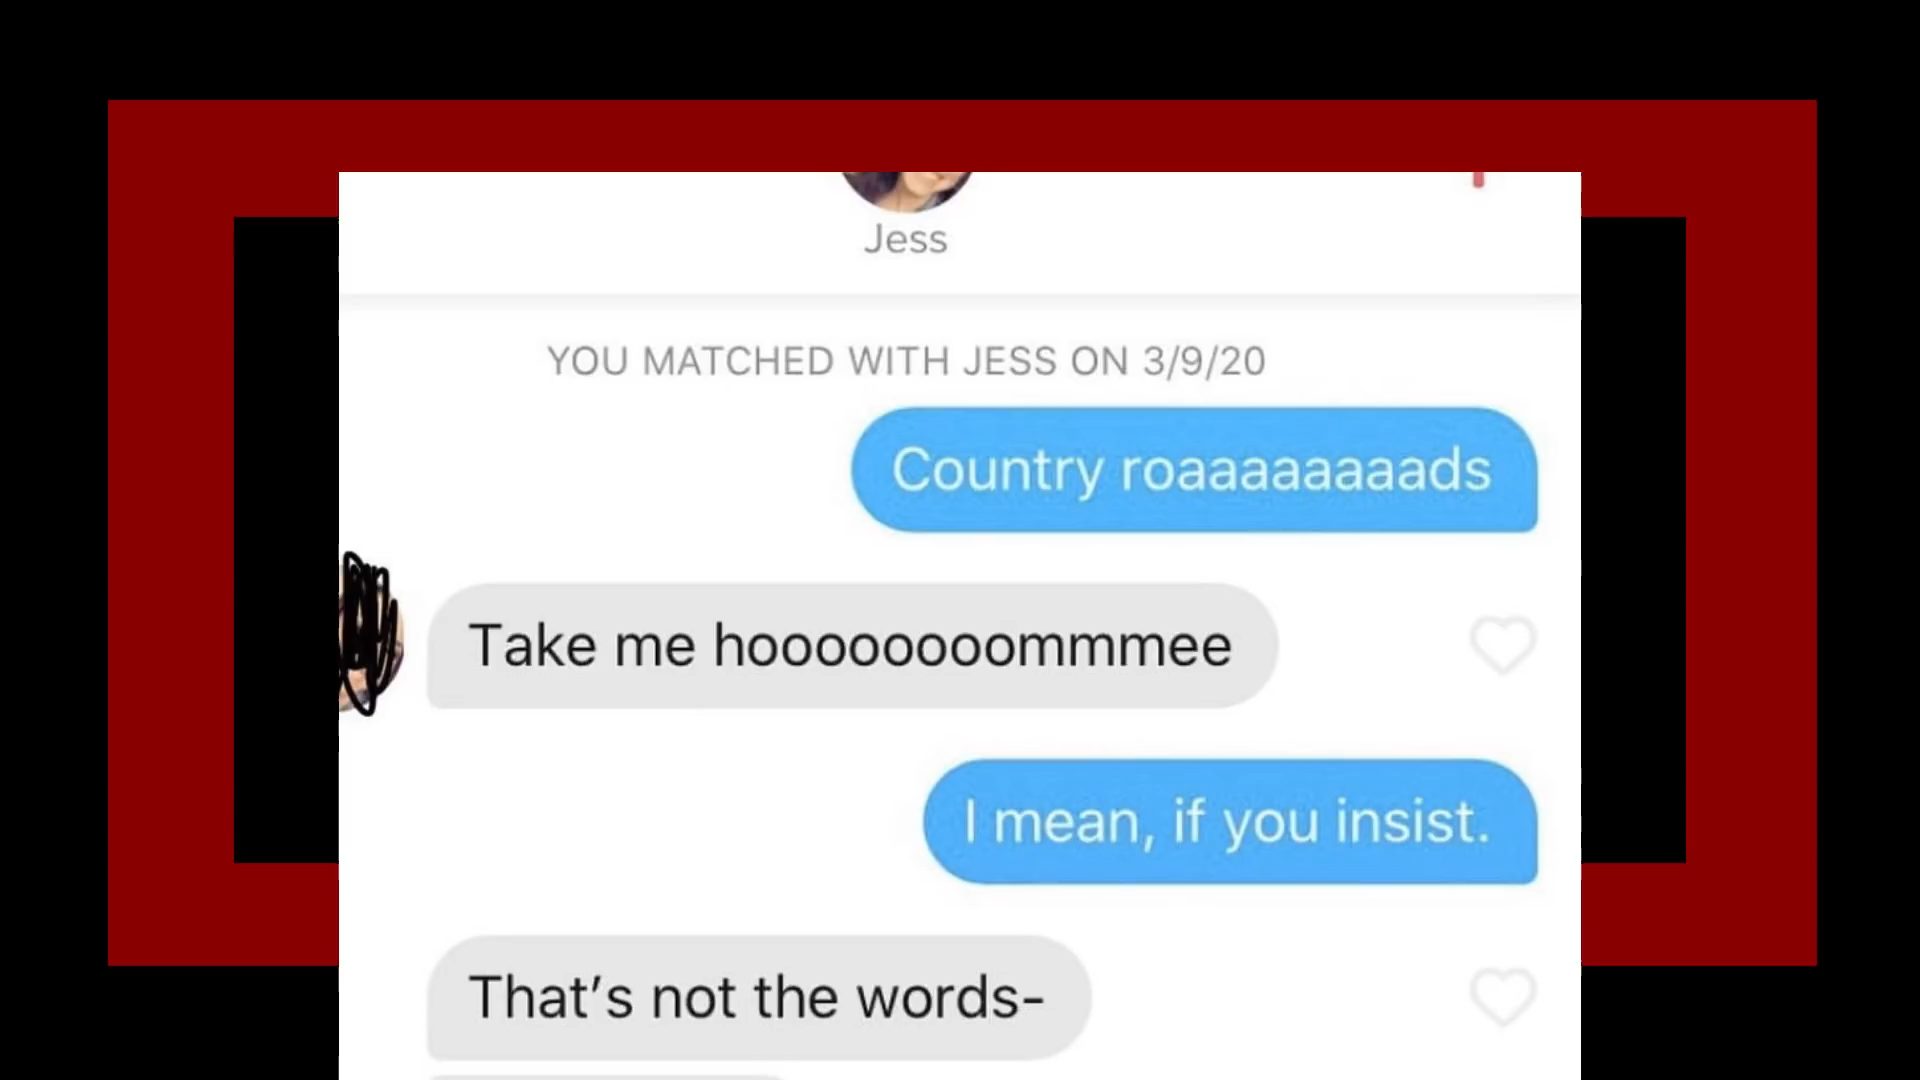 Jess
YOU MATCHED WITH JESS ON 3/9/20
Country roaaaaaaaads
Take me hoooooooommmee
I mean, if you insist.
That’s not the words-